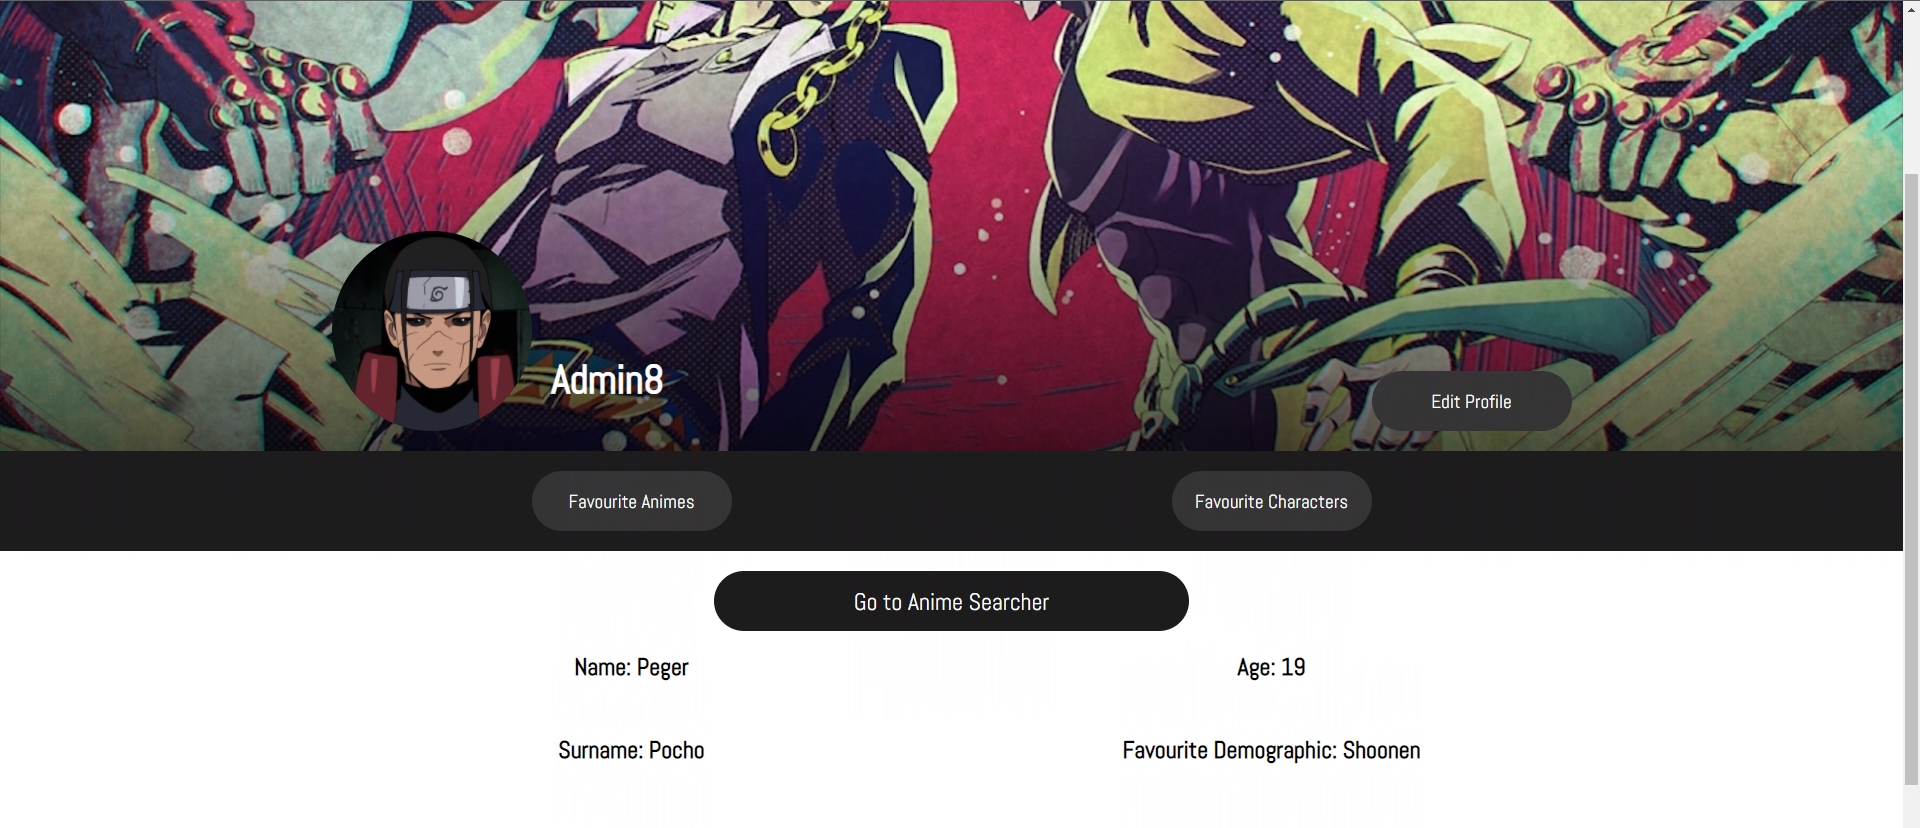 Admin8
Edit Profile
Favourite Animes
Favourite Characters
Go to Anime Searcher
Name: Peger
Age: 19
Surname: Pocho
Favourite Demographic: Shoonen